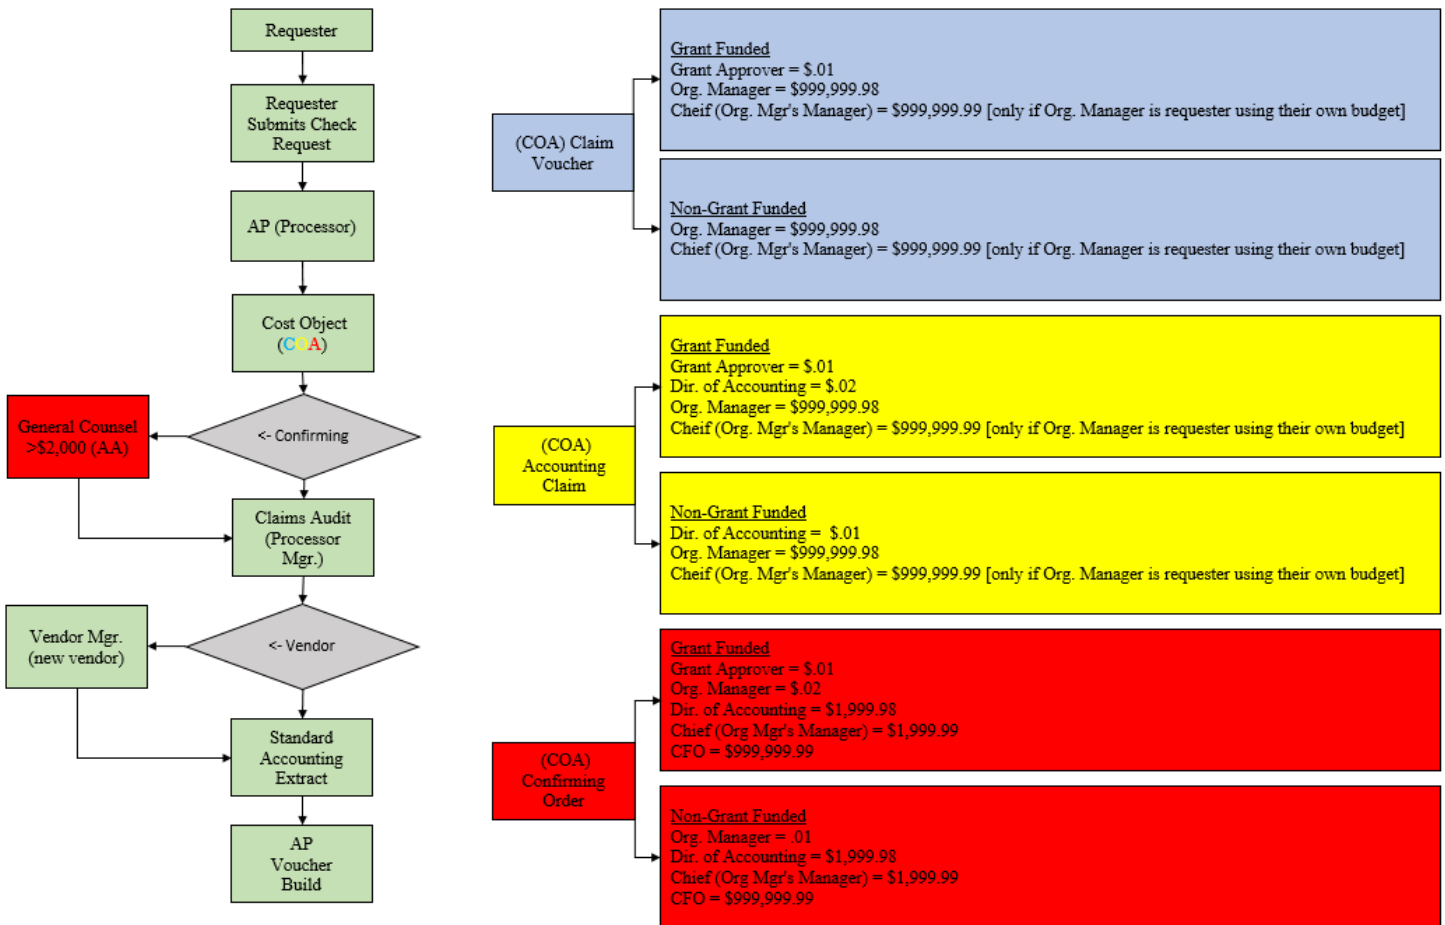 Requester
Requester
Submits Check
Request
AP (Processor)
Cost Object
(COA)
<- Confirming
General Counsel
>$2,000 (AA)
Claims Audit
(Processor
Mgr.)
<- Vendor
Vendor Mgr.
(new vendor)
Standard
Accounting
Extract
AP
Voucher
Build
(COA) Claim
Voucher
Grant Funded
Grant Approver = $.01
Org. Manager = $999,999.98
Cheif (Org. Mgr's Manager) = $999,999.99 [only if Org. Manager is requester using their own budget]
Non-Grant Funded
Org. Manager = $999,999.98
Chief (Org. Mgr's Manager) = $999,999.99 [only if Org. Manager is requester using their own budget]
(COA)
Accounting
Claim
Grant Funded
Grant Approver = $.01
Dir. of Accounting = $.02
Org. Manager = $999,999.98
Cheif (Org. Mgr's Manager) = $999,999.99 [only if Org. Manager is requester using their own budget]
Non-Grant Funded
Dir. of Accounting =  $.01
Org. Manager = $999,999.98
Cheif (Org. Mgr's Manager) = $999,999.99 [only if Org. Manager is requester using their own budget]
(COA)
Confirming
Order
Grant Funded
Grant Approver = $.01
Org. Manager = $.02
Dir. of Accounting = $1,999.98
Chief (Org Mgr's Manager) = $1,999.99
CFO = $999,999.99
Non-Grant Funded
Org. Manager = .01
Dir. of Accounting = $1,999.98
Chief (Org Mgr's Manager) = $1,999.99
CFO = $999,999.99